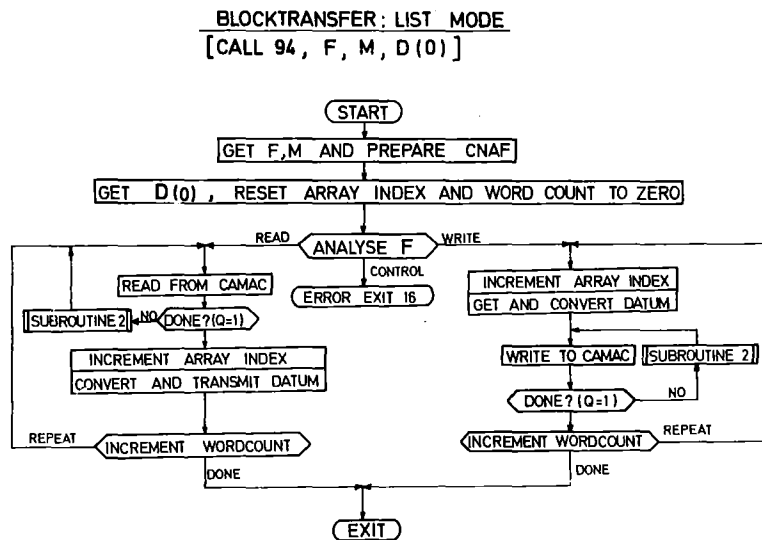 BLOCKTRANSFER: LIST MODE
[CALL 94, F, M, D(0)]
START
GET F,M AND PREPARE CNAF
GET D(0), RESET ARRAY INDEX AND WORD COUNT TO ZERO
READ
ANALYSE F
WRITE
CONTROL
ERROR EXIT 16
READ FROM CAMAC
SUBROUTINE2
NO
DONE?(Q=1)
INCREMENT ARRAY INDEX
CONVERT AND TRANSMIT DATUM
REPEAT
INCREMENT WORDCOUNT
DONE
INCREMENT ARRAY INDEX
GET AND CONVERT DATUM
WRITE TO CAMAC
SUBROUTINE 2
DONE?(Q=1)
NO
INCREMENT WORDCOUNT
REPEAT
DONE
EXIT